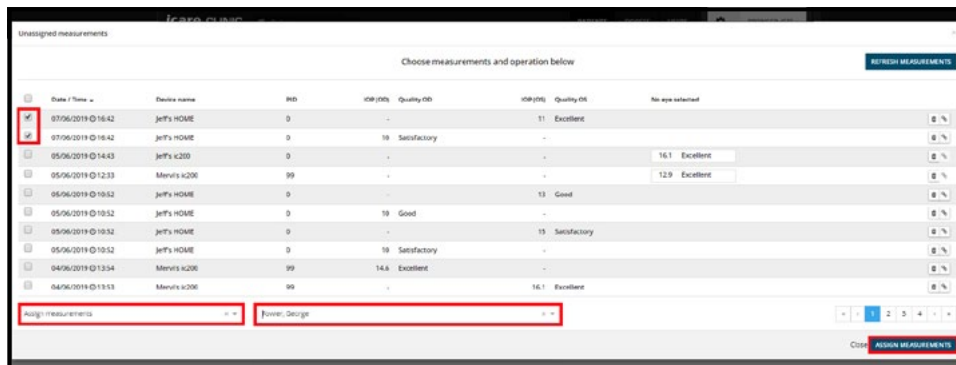 icare CLINIC
Unassigned measurements
Choose measurements and operation below
REFRESH MEASUREMENTS
Date / Time Device name PID IOP (OD) Quality OD IOP (OS) Quality OS No eye selected
07/06/2019 16:42 Jeff's HOME 0 - 11 Excellent
07/06/2019 16:42 Jeff's HOME 0 10 Satisfactory -
05/06/2019 14:43 Jeff's ic200 0 - - 16.1 Excellent
05/06/2019 12:33 Mervi's ic200 99 - - 12.9 Excellent
05/06/2019 10:52 Jeff's HOME 0 - 13 Good
05/06/2019 10:52 Jeff's HOME 0 10 Good -
05/06/2019 10:52 Jeff's HOME 0 - 15 Satisfactory
05/06/2019 10:52 Jeff's HOME 0 10 Satisfactory -
04/06/2019 13:54 Mervi's ic200 99 14.6 Excellent -
04/06/2019 13:53 Mervi's ic200 99 - 16.1 Excellent
Assign measurements × Power, George × « ‹ 1 2 3 4 › »
Close ASSIGN MEASUREMENTS